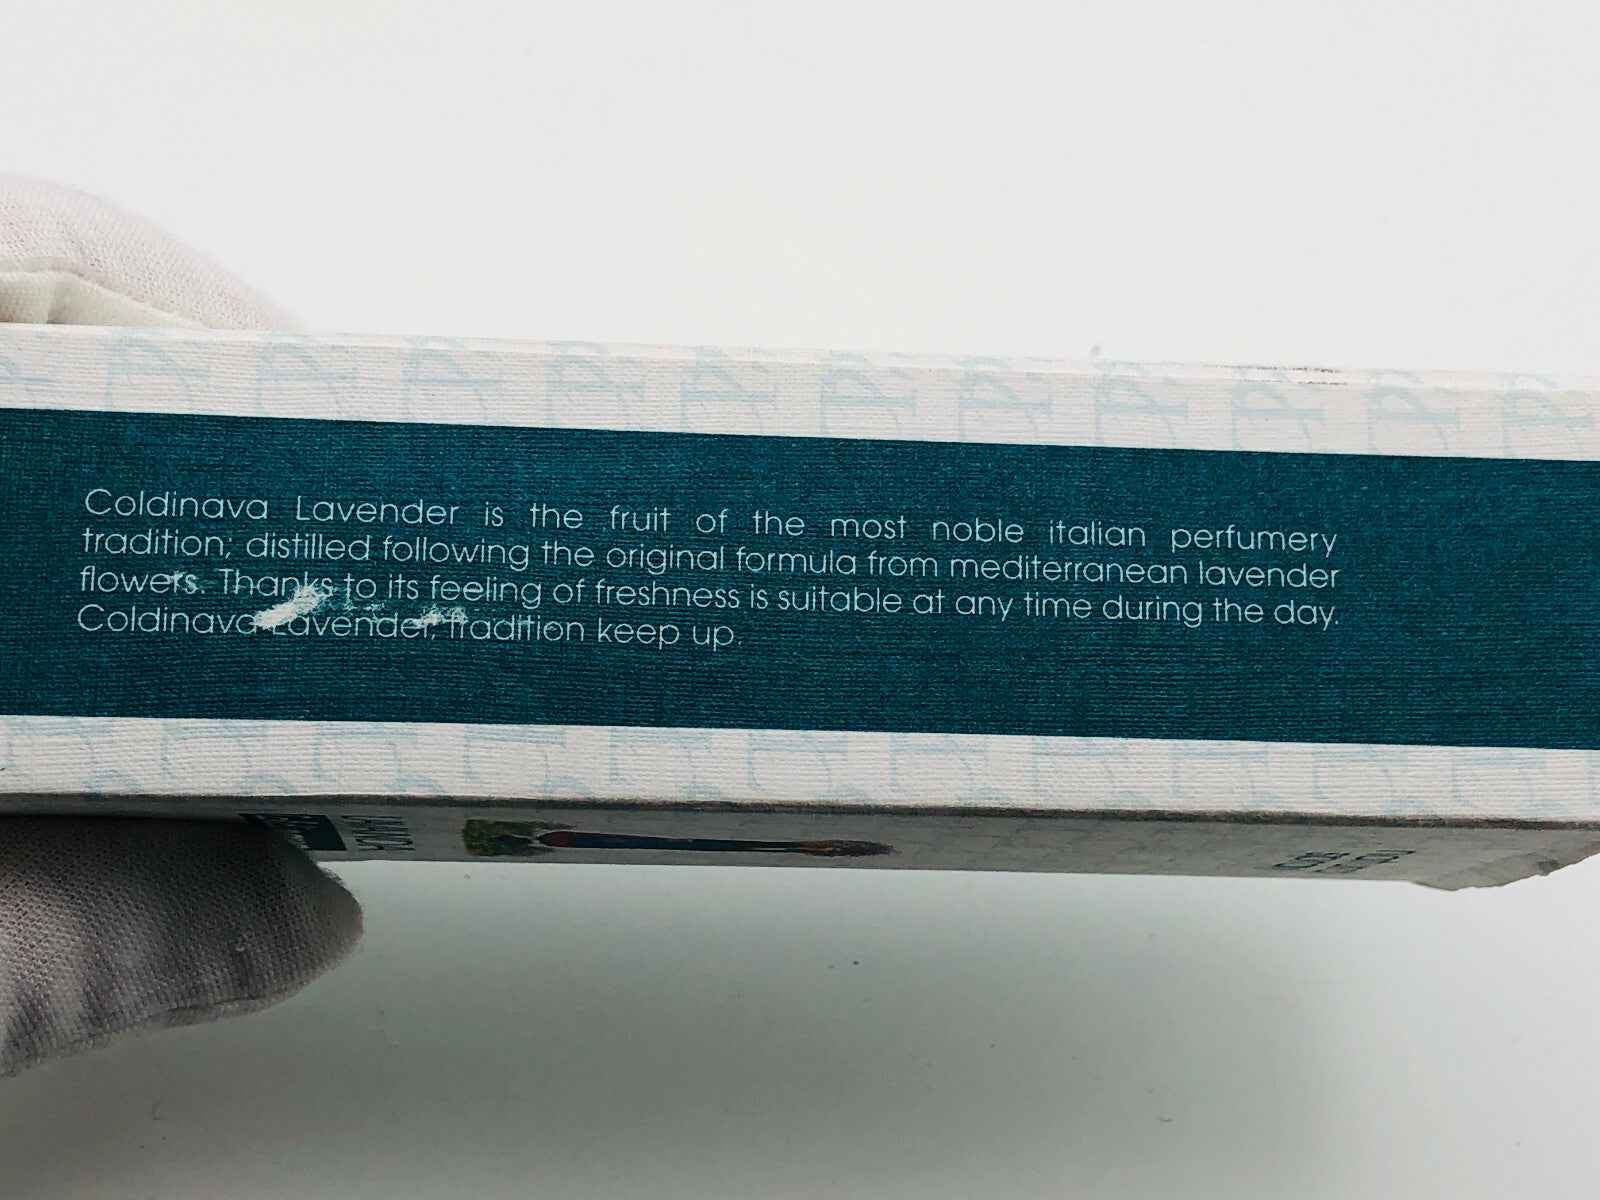 Coldinava Lavender is the fruit of the most noble italian perfumery
tradition; distilled following the original formula from mediterranean lavender
flowers. Thanks to its feeling of freshness is suitable at any time during the day.
Coldinava Lavender, tradition keep up.